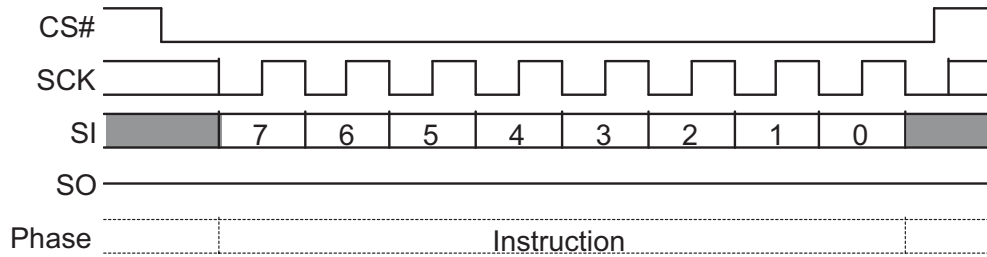 CS#
SCK
SI 7 6 5 4 3 2 1 0
SO
Phase Instruction